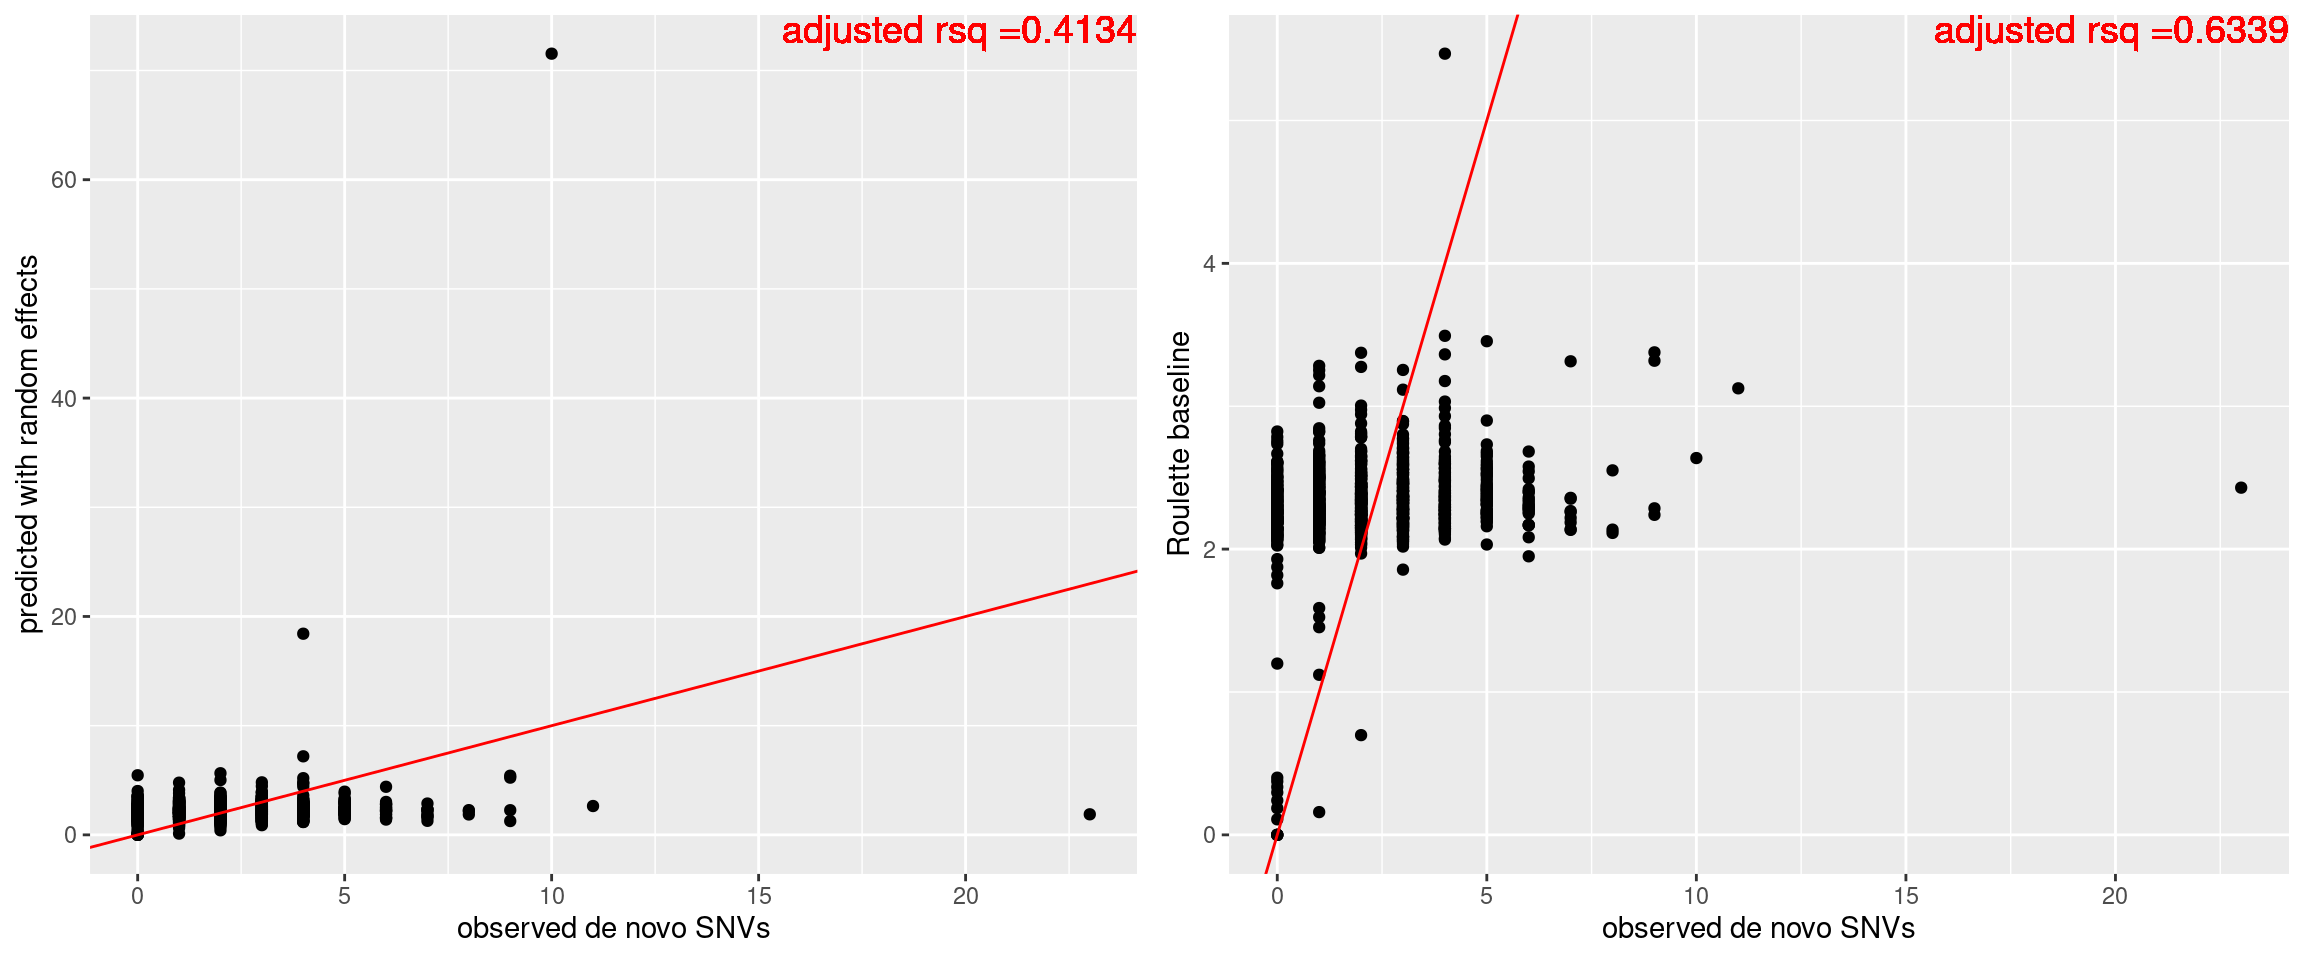 adjusted rsq =0.4134
predicted with random effects
60
40
20
0
0 5 10 15 20
observed de novo SNVs
adjusted rsq =0.6339
Roulette baseline
4
2
0
0 5 10 15 20
observed de novo SNVs